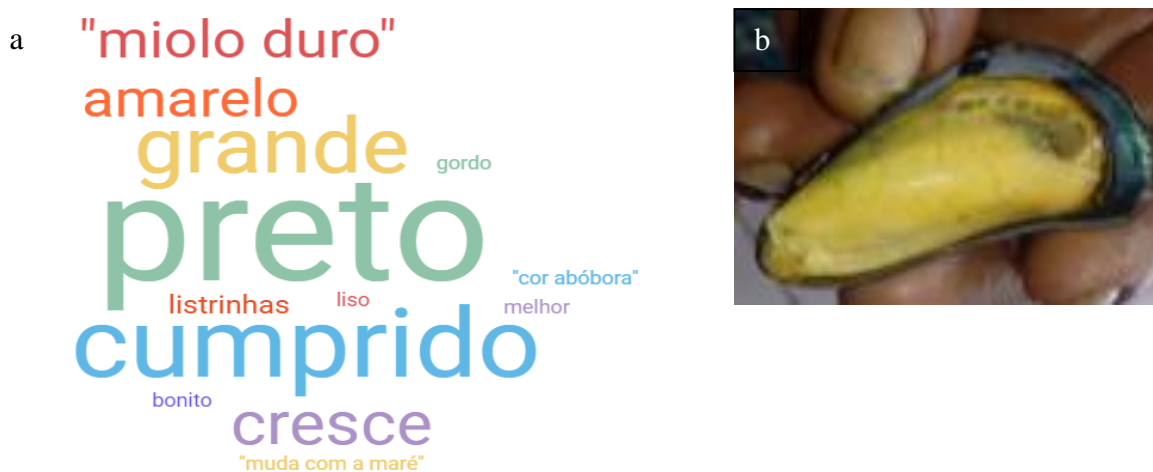 a
"miolo duro"
amarelo
grande
gordo
preto
"cor abóbora"
listrinhas liso melhor
cumprido
bonito
cresce
"muda com a maré"
b